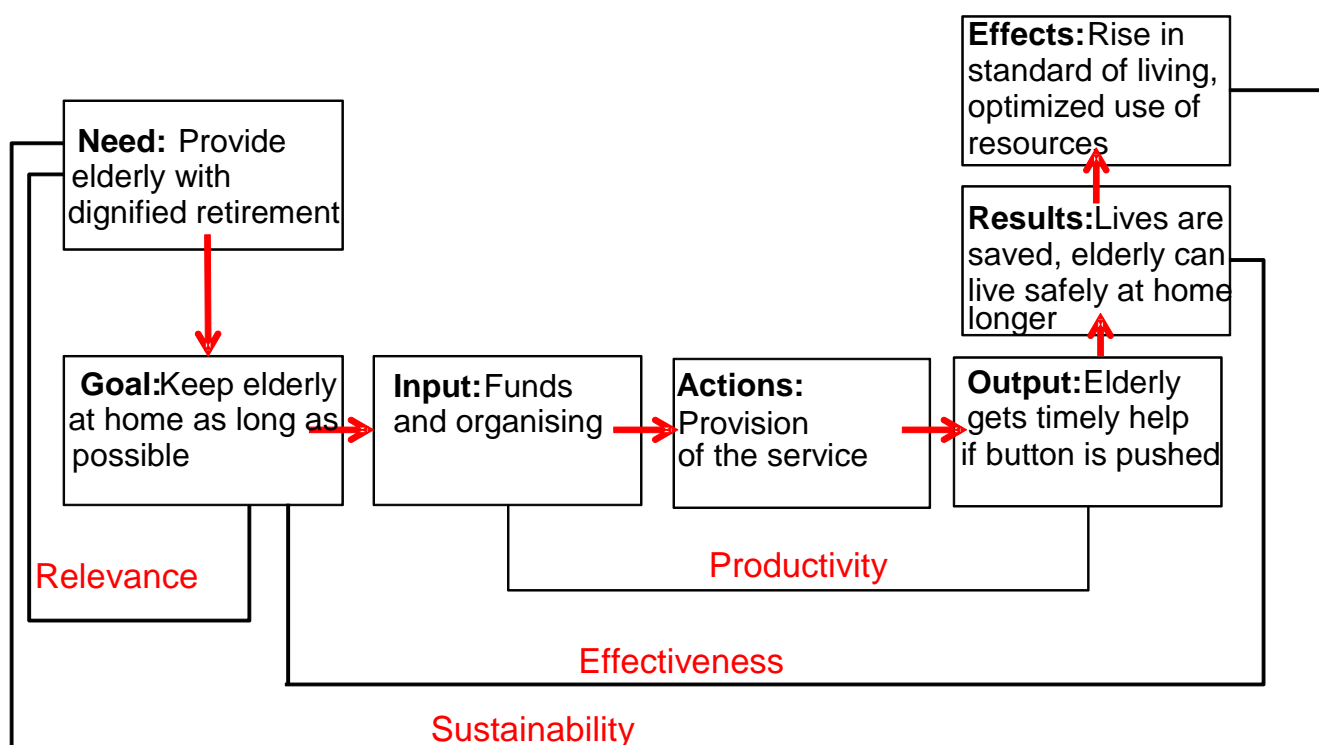 Effects: Rise in
standard of living,
optimized use of
resources
Need: Provide
elderly with
dignified retirement
Results: Lives are
saved, elderly can
live safely at home
longer
Goal: Keep elderly
at home as long as
possible
Input: Funds
and organising
Actions:
Provision
of the service
Output: Elderly
gets timely help
if button is pushed
Relevance
Productivity
Effectiveness
Sustainability